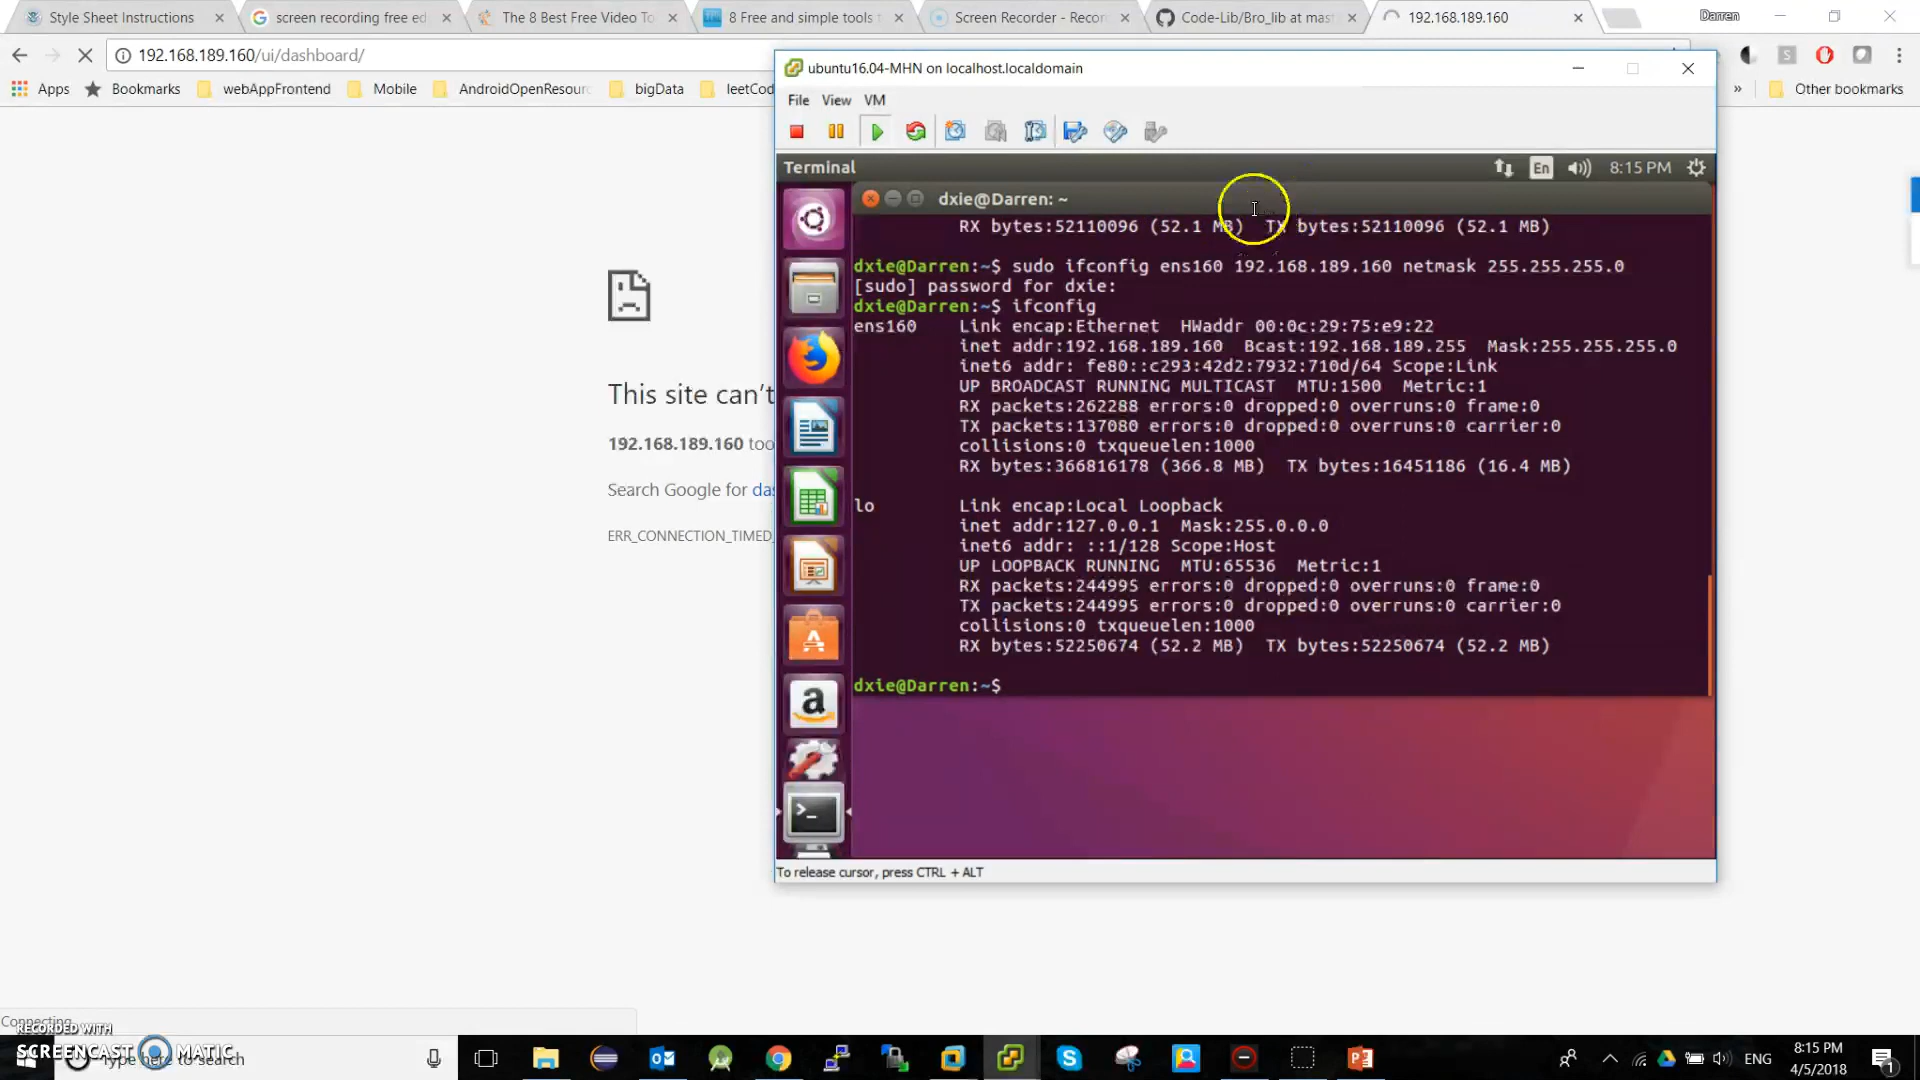 Style Sheet Instructions
screen recording free ed
The 8 Best Free Video To
8 Free and simple tools t
Screen Recorder - Recor
Code-Lib/Bro_lib at mast
192.168.189.160
Darren
192.168.189.160/ui/dashboard/
Apps
Bookmarks
webAppFrontend
Mobile
AndroidOpenResourc
bigData
leetCod
»
Other bookmarks
ubuntu16.04-MHN on localhost.localdomain
File View VM
Terminal
En
8:15 PM
dxie@Darren: ~
RX bytes:52110096 (52.1 MB)  TX bytes:52110096 (52.1 MB)
dxie@Darren:~$ sudo ifconfig ens160 192.168.189.160 netmask 255.255.255.0
[sudo] password for dxie:
dxie@Darren:~$ ifconfig
ens160    Link encap:Ethernet  HWaddr 00:0c:29:75:e9:22
inet addr:192.168.189.160  Bcast:192.168.189.255  Mask:255.255.255.0
inet6 addr: fe80::c293:42d2:7932:710d/64 Scope:Link
UP BROADCAST RUNNING MULTICAST  MTU:1500  Metric:1
RX packets:262288 errors:0 dropped:0 overruns:0 frame:0
TX packets:137080 errors:0 dropped:0 overruns:0 carrier:0
collisions:0 txqueuelen:1000
RX bytes:366816178 (366.8 MB)  TX bytes:16451186 (16.4 MB)
lo        Link encap:Local Loopback
inet addr:127.0.0.1  Mask:255.0.0.0
inet6 addr: ::1/128 Scope:Host
UP LOOPBACK RUNNING  MTU:65536  Metric:1
RX packets:244995 errors:0 dropped:0 overruns:0 frame:0
TX packets:244995 errors:0 dropped:0 overruns:0 carrier:0
collisions:0 txqueuelen:1000
RX bytes:52250674 (52.2 MB)  TX bytes:52250674 (52.2 MB)
dxie@Darren:~$
To release cursor, press CTRL + ALT
This site can't
192.168.189.160 too
Search Google for das
ERR_CONNECTION_TIMED_
Connecting
RECORDED WITH
SCREENCAST MATIC
Type here to search
ENG
8:15 PM
4/5/2018
1